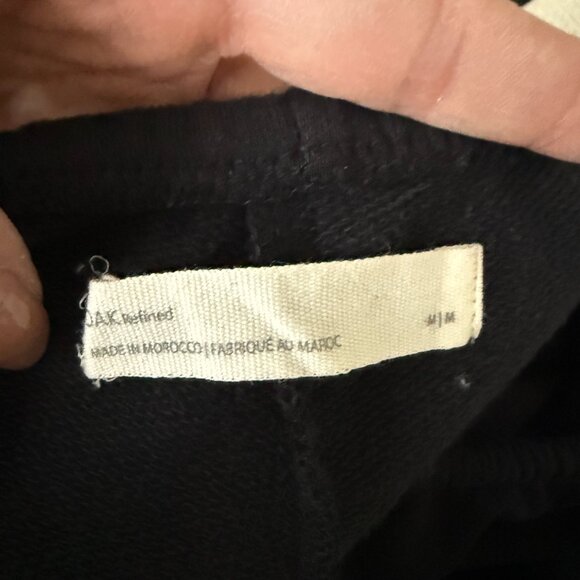 O.A.K. Refined
M|M
MADE IN MOROCCO | FABRIQUÉ AU MAROC